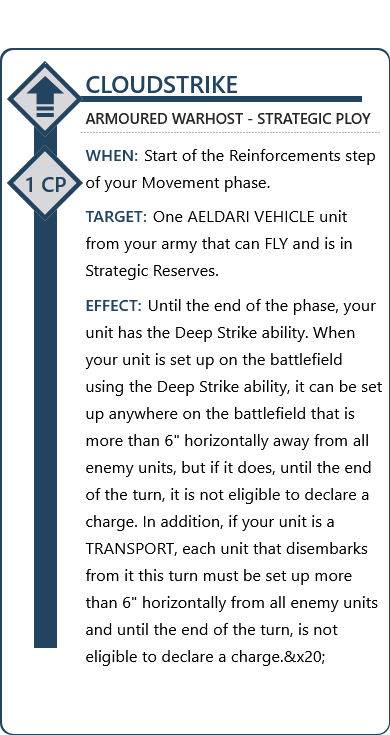 CLOUDSTRIKE
ARMOURED WARHOST - STRATEGIC PLOY
WHEN: Start of the Reinforcements step
1 CP
of your Movement phase.
TARGET: One AELDARI VEHICLE unit
from your army that can FLY and is in
Strategic Reserves.
EFFECT: Until the end of the phase, your
unit has the Deep Strike ability. When
your unit is set up on the battlefield
using the Deep Strike ability, it can be set
up anywhere on the battlefield that is
more than 6" horizontally away from all
enemy units, but if it does, until the end
of the turn, it is not eligible to declare a
charge. In addition, if your unit is a
TRANSPORT, each unit that disembarks
from it this turn must be set up more
than 6" horizontally from all enemy units
and until the end of the turn, is not
eligible to declare a charge.&x20;